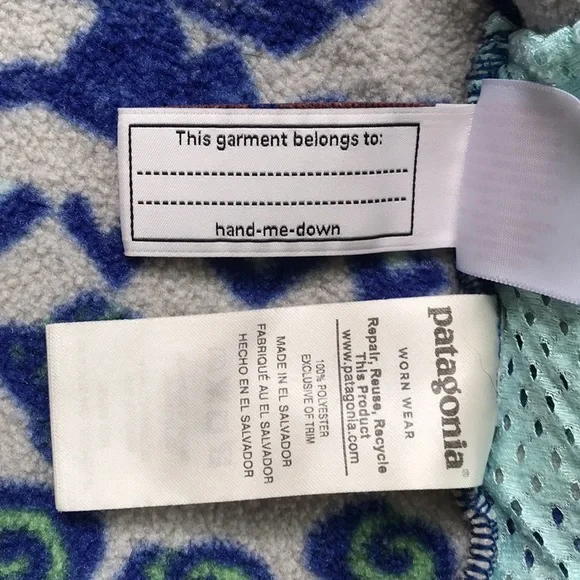 This garment belongs to:
hand-me-down
patagonia®
WORN WEAR
Repair, Reuse, Recycle
This Product
www.patagonia.com
100% POLYESTER
EXCLUSIVE OF TRIM
MADE IN EL SALVADOR
FABRIQUÉ AU EL SALVADOR
HECHO EN EL SALVADOR